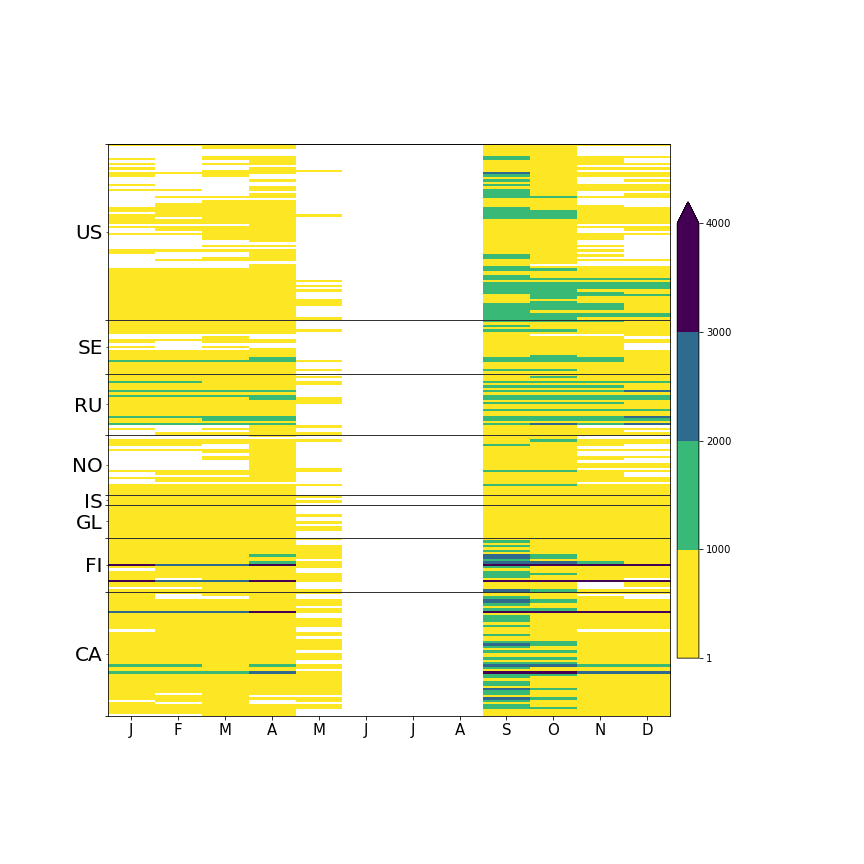 US
SE
RU
NO
IS
GL
FI
CA
J F M A M J J A S O N D
4000
3000
2000
1000
1